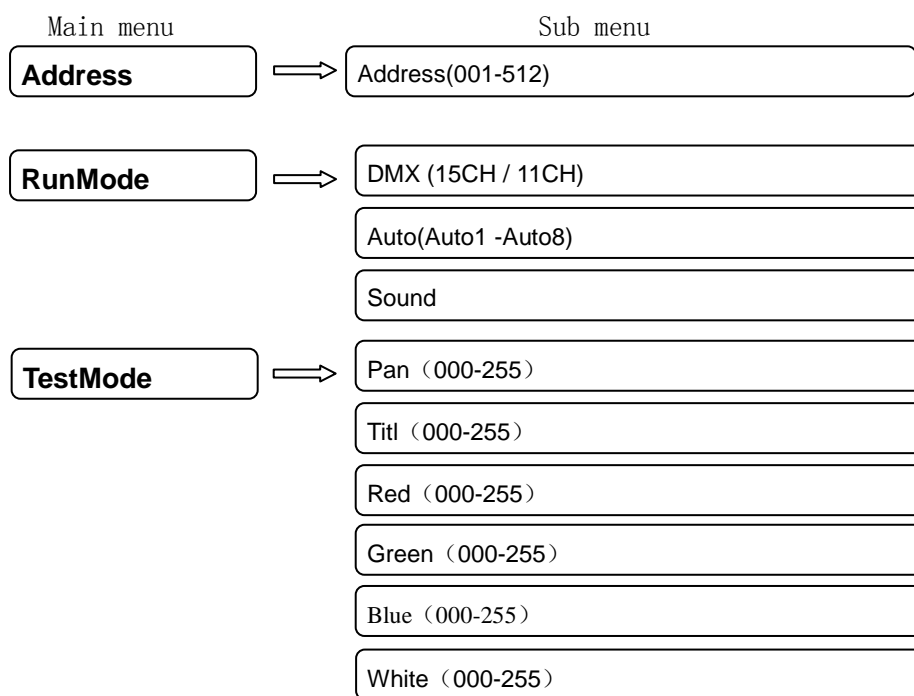 Main menu Sub menu
Address Address(001-512)
RunMode DMX (15CH / 11CH)
Auto(Auto1 -Auto8)
Sound
TestMode Pan（000-255）
Titl（000-255）
Red（000-255）
Green（000-255）
Blue（000-255）
White（000-255）